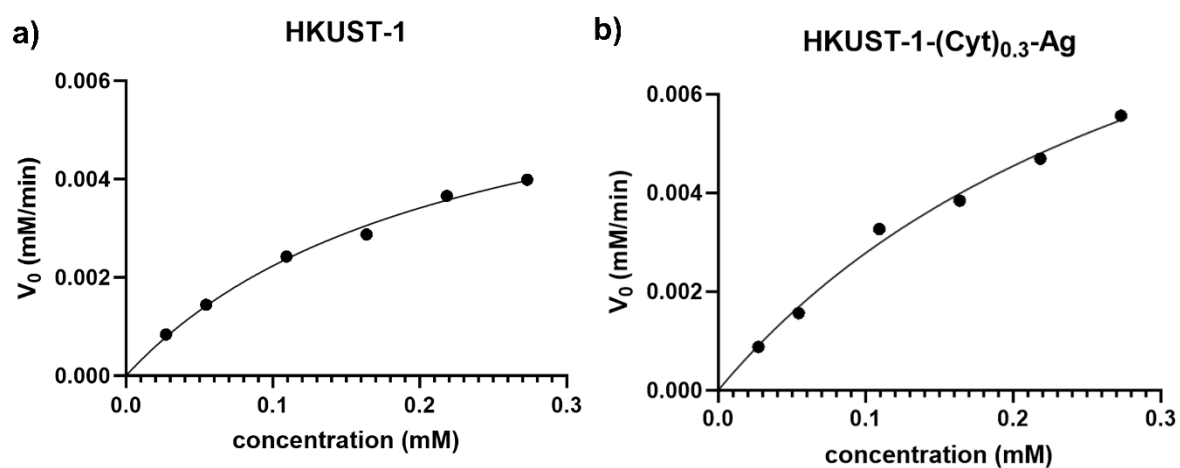 a)
HKUST-1
V0 (mM/min)
0.006
0.004
0.002
0.000
0.0
0.1
0.2
0.3
concentration (mM)
b)
HKUST-1-(Cyt)0.3-Ag
V0 (mM/min)
0.006
0.004
0.002
0.000
0.0
0.1
0.2
0.3
concentration (mM)